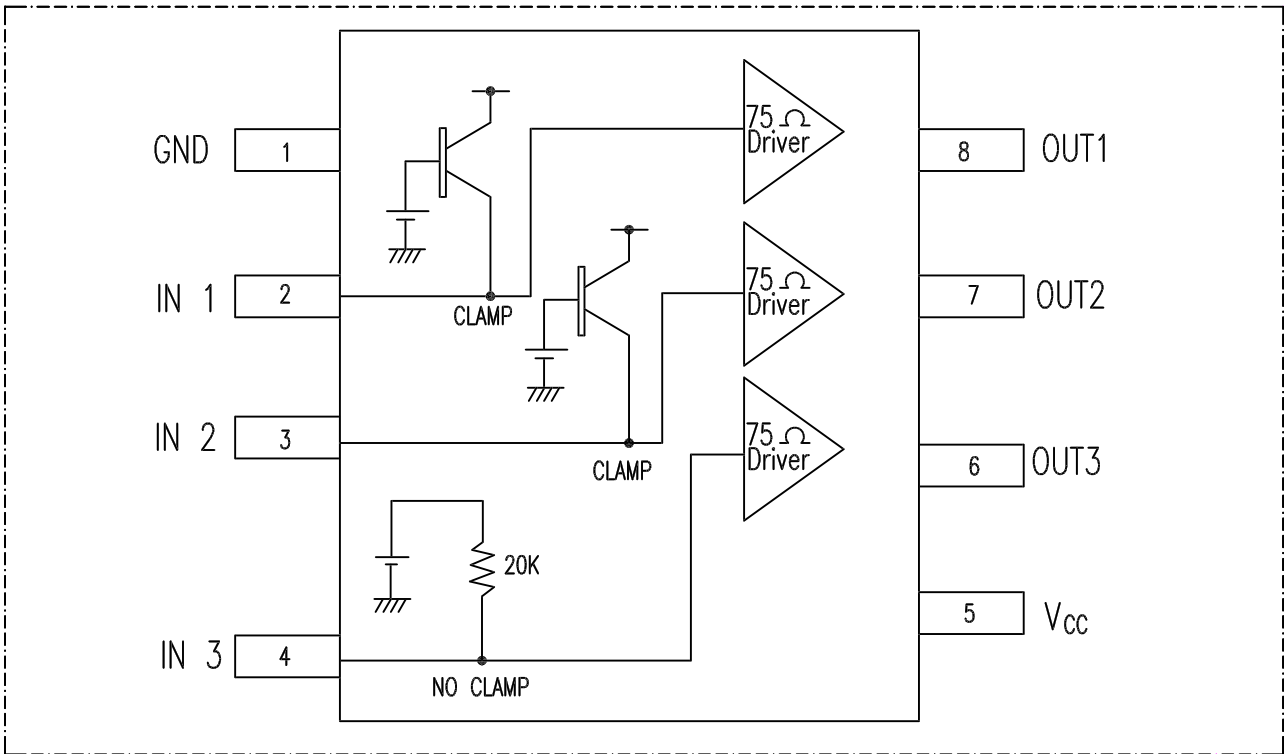 75 Ω
Driver
GND 1
8 OUT1
75 Ω
Driver
IN 1 2
7 OUT2
CLAMP
IN 2 3
75 Ω
Driver
6 OUT3
CLAMP
20K
5 VCC
IN 3 4
NO CLAMP